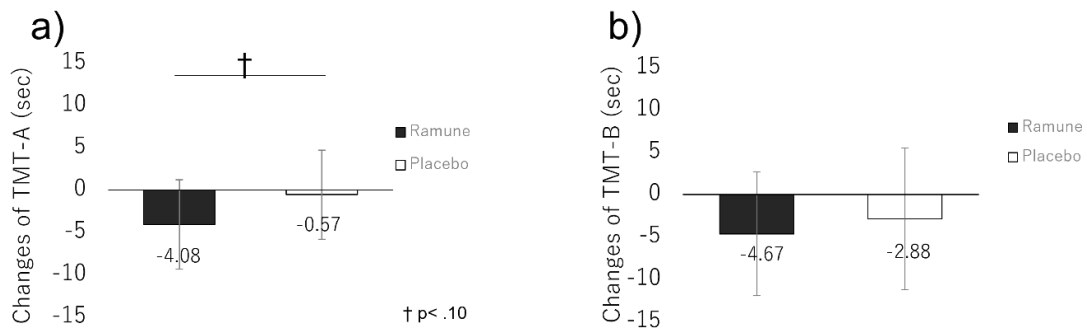 a)
Changes of TMT-A (sec)
15
10
5
0
-5
-10
-15
†
-4.08
-0.57
■ Ramune
□ Placebo
† p< .10
b)
Changes of TMT-B (sec)
15
10
5
0
-5
-10
-15
-4.67
-2.88
■ Ramune
□ Placebo